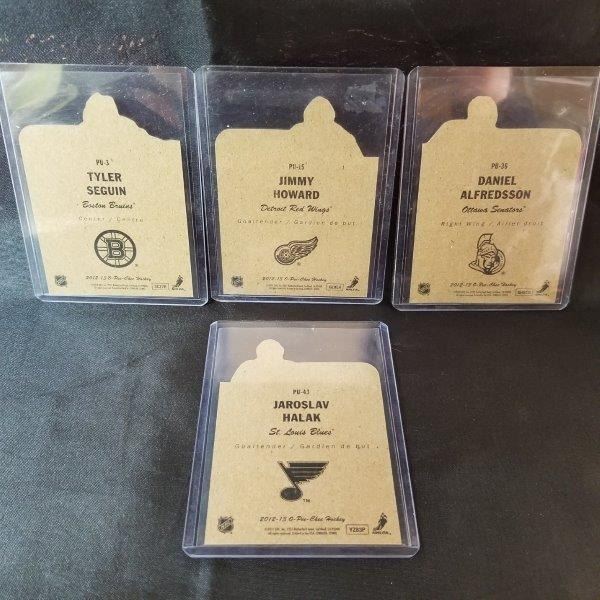 PU-3
TYLER
SEGUIN
Boston Bruins
Center / Centre
B
2012-13 O-Pee-Chee Hockey
PU-15
JIMMY
HOWARD
Detroit Red Wings
Goaltender / Gardien de but
2012-13 O-Pee-Chee Hockey
PU-36
DANIEL
ALFREDSSON
Ottawa Senators
Right Wing / Ailier droit
2012-13 O-Pee-Chee Hockey
PU-43
JAROSLAV
HALAK
St. Louis Blues
Goaltender / Gardien de but
TM
2012-13 O-Pee-Chee Hockey
YZ83P